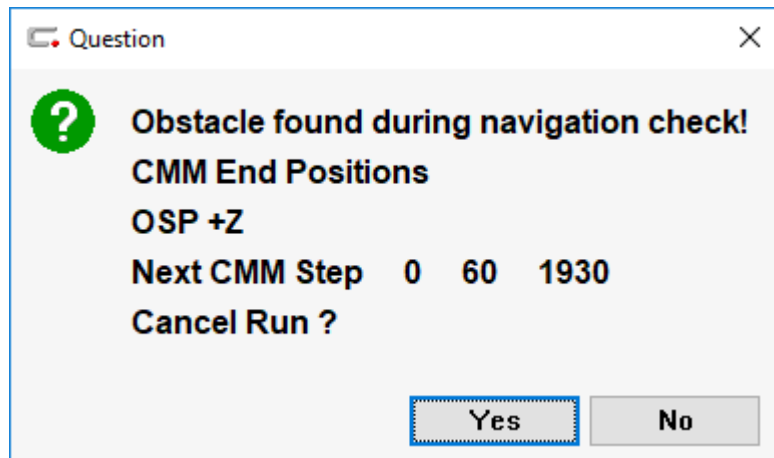 Question
Obstacle found during navigation check!
CMM End Positions
OSP +Z
Next CMM Step 0 60 1930
Cancel Run ?
Yes No